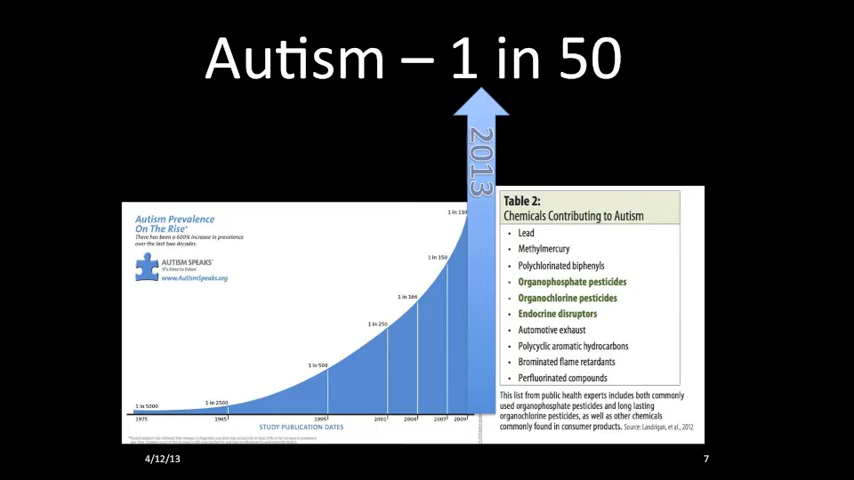 Autism – 1 in 50
2013
Autism Prevalence
On The Rise*
There has been a 600% increase in prevalence
over the last two decades.
AUTISM SPEAKS™
It's time to listen.
www.AutismSpeaks.org
1 in 5000
1 in 2500
1 in 500
1 in 250
1 in 166
1 in 150
1 in
1975
1985
1995
2001
2004
2007
2009
STUDY PUBLICATION DATES
Table 2:
Chemicals Contributing to Autism
• Lead
• Methylmercury
• Polychlorinated biphenyls
• Organophosphate pesticides
• Organochlorine pesticides
• Endocrine disruptors
• Automotive exhaust
• Polycyclic aromatic hydrocarbons
• Brominated flame retardants
• Perfluorinated compounds
This list from public health experts includes both commonly
used organophosphate pesticides and long lasting
organochlorine pesticides, as well as other chemicals
commonly found in consumer products. Source: Landrigan, et al., 2012
4/12/13
7